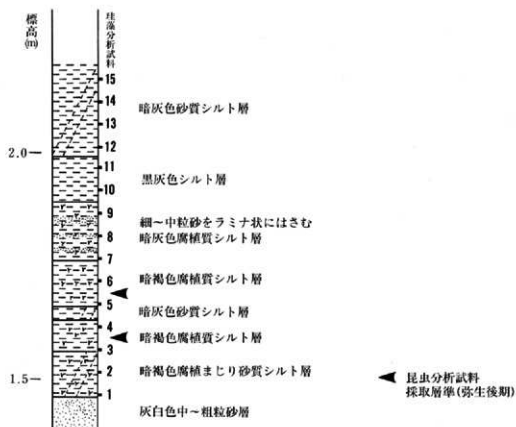 標高(m)
珪藻分析試料
15
14
暗灰色砂質シルト層
13
12
2.0
11
黒灰色シルト層
10
9
細〜中粒砂をラミナ状にはさむ
8
暗灰色腐植質シルト層
7
6
暗褐色腐植質シルト層
5
暗灰色砂質シルト層
4
暗褐色腐植質シルト層
3
2
暗褐色腐植まじり砂質シルト層
1.5
昆虫分析試料
採取層準(弥生後期)
1
灰白色中〜粗粒砂層